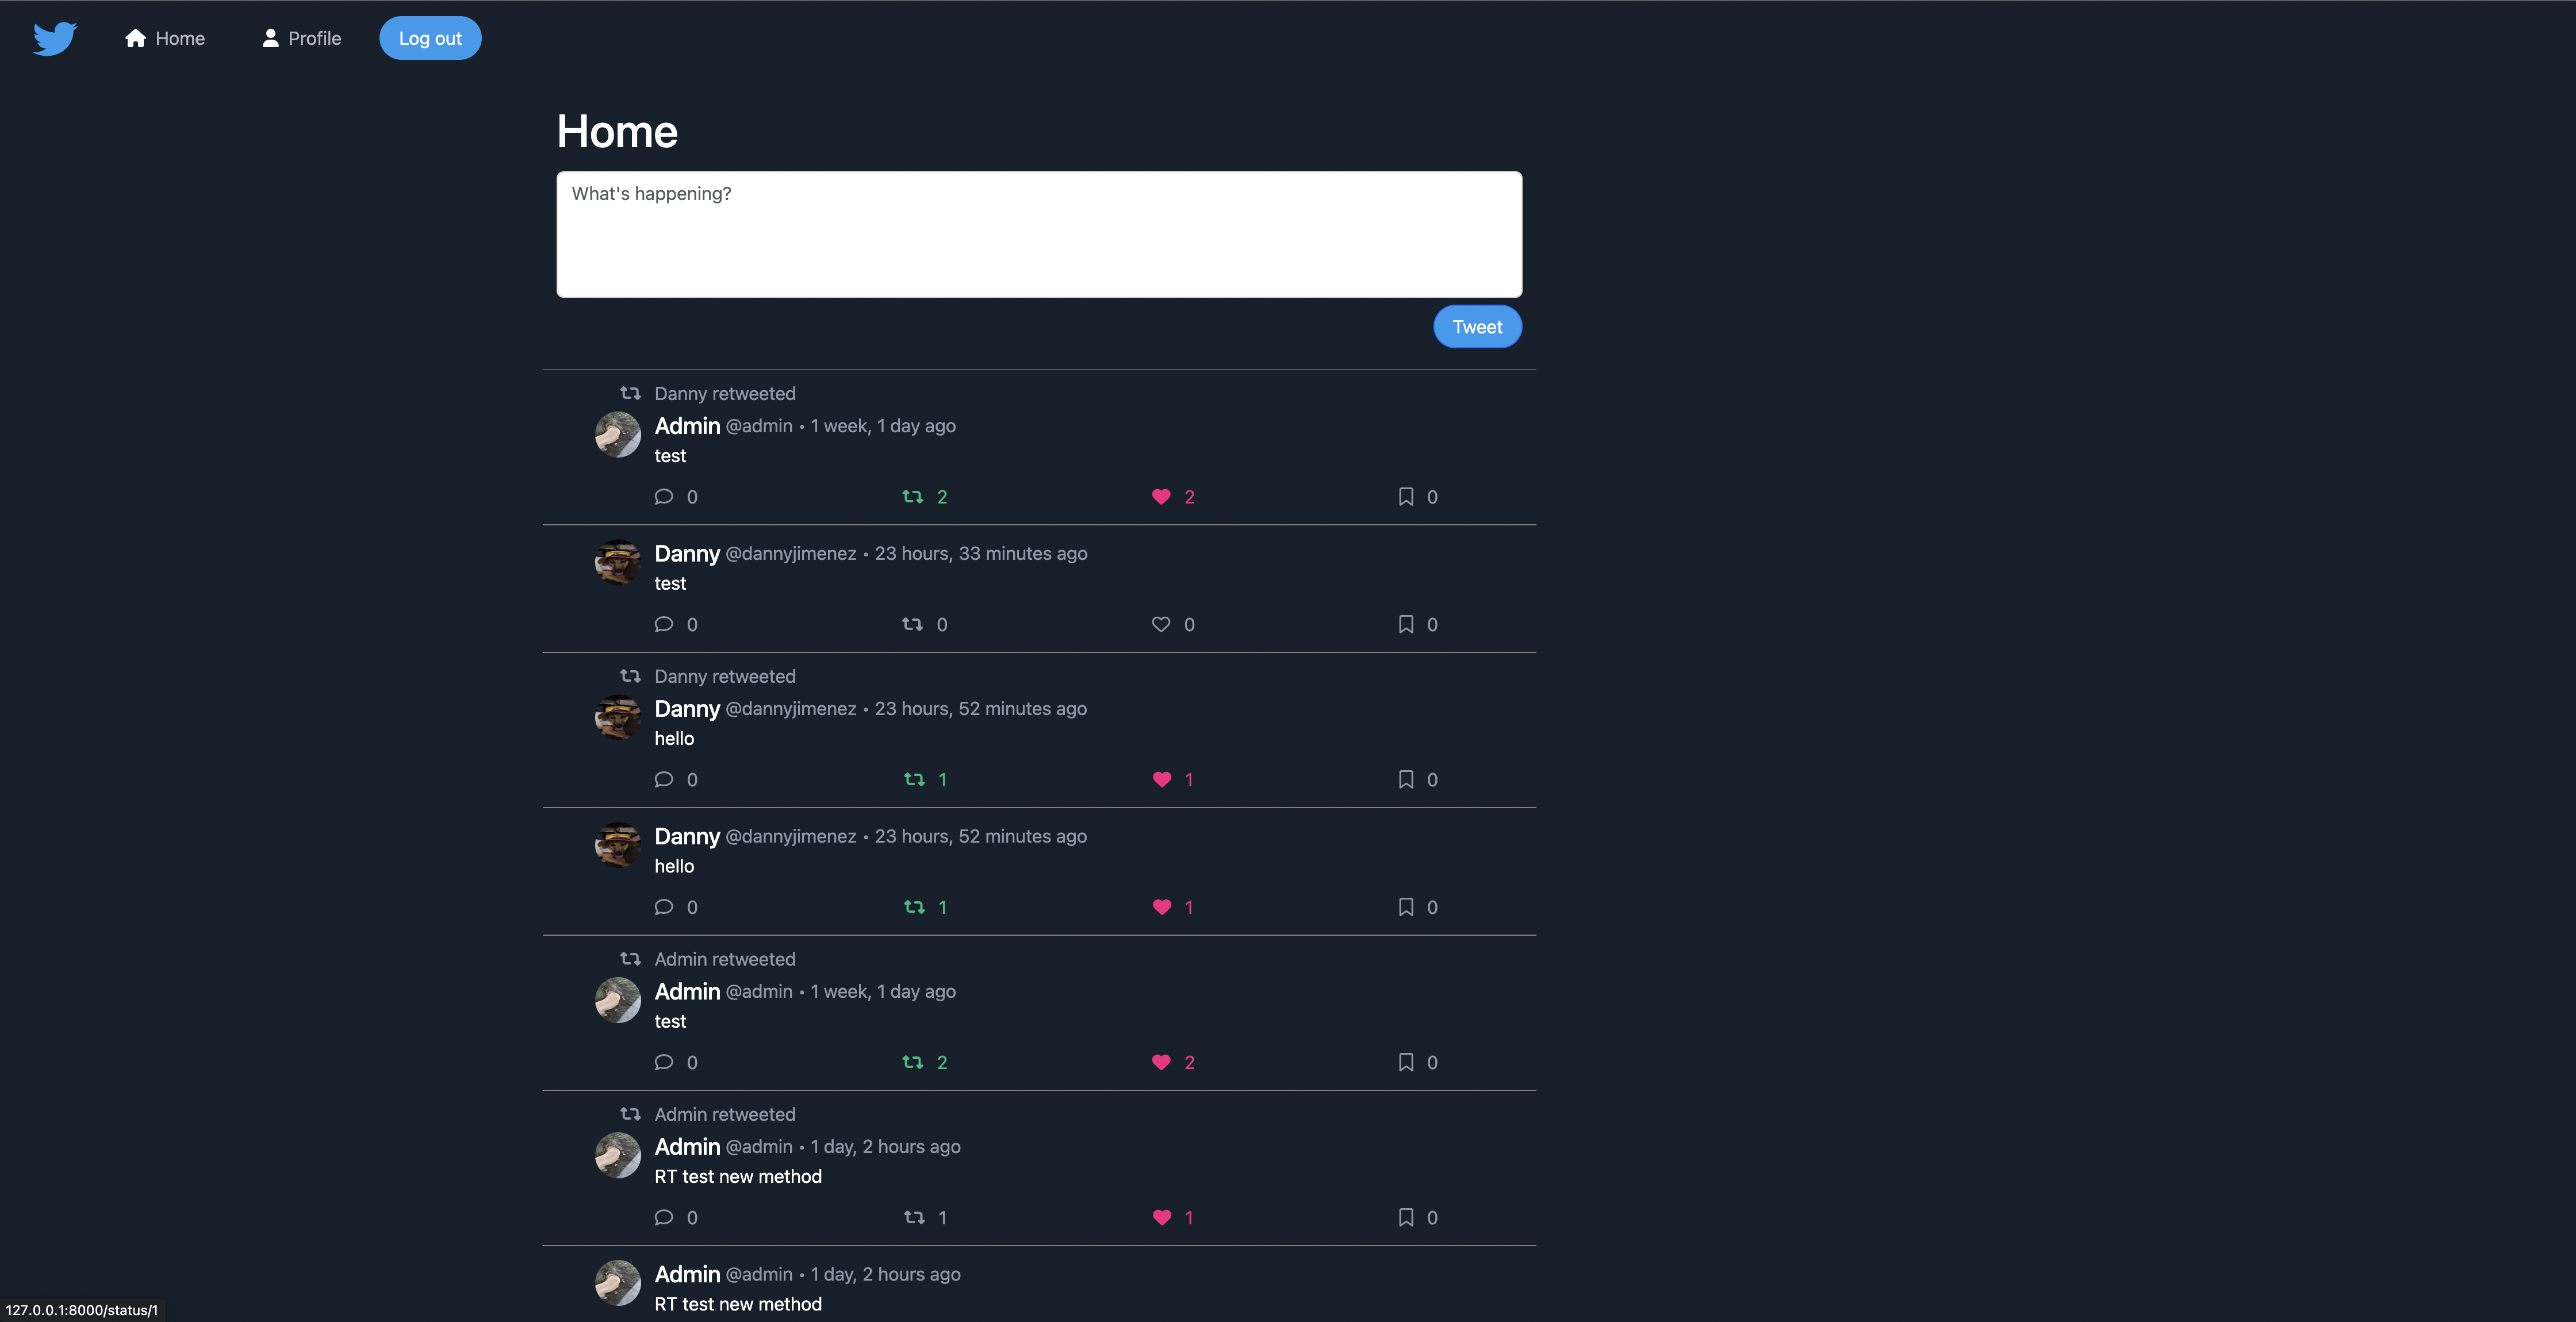 Home Profile Log out
Home
What's happening?
Tweet
Danny retweeted
Admin @admin • 1 week, 1 day ago
test
0 2 2 0
Danny @dannyjimenez • 23 hours, 33 minutes ago
test
0 0 0 0
Danny retweeted
Danny @dannyjimenez • 23 hours, 52 minutes ago
hello
0 1 1 0
Danny @dannyjimenez • 23 hours, 52 minutes ago
hello
0 1 1 0
Admin retweeted
Admin @admin • 1 week, 1 day ago
test
0 2 2 0
Admin retweeted
Admin @admin • 1 day, 2 hours ago
RT test new method
0 1 1 0
Admin @admin • 1 day, 2 hours ago
RT test new method
127.0.0.1:8000/status/1